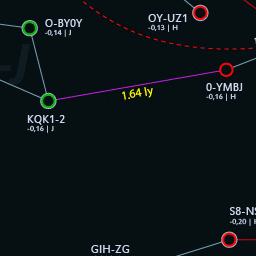 OY-UZ1
-0,13 | H
O-BY0Y
-0,14 | J
0-YMBJ
-0,16 | H
1.64 ly
KQK1-2
-0,16 | J
S8-NS
-0,20 | H
GIH-ZG